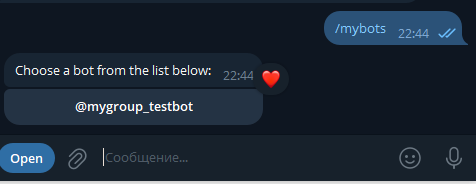 /mybots 22:44
Choose a bot from the list below: 22:44
@mygroup_testbot
Open Сообщение...